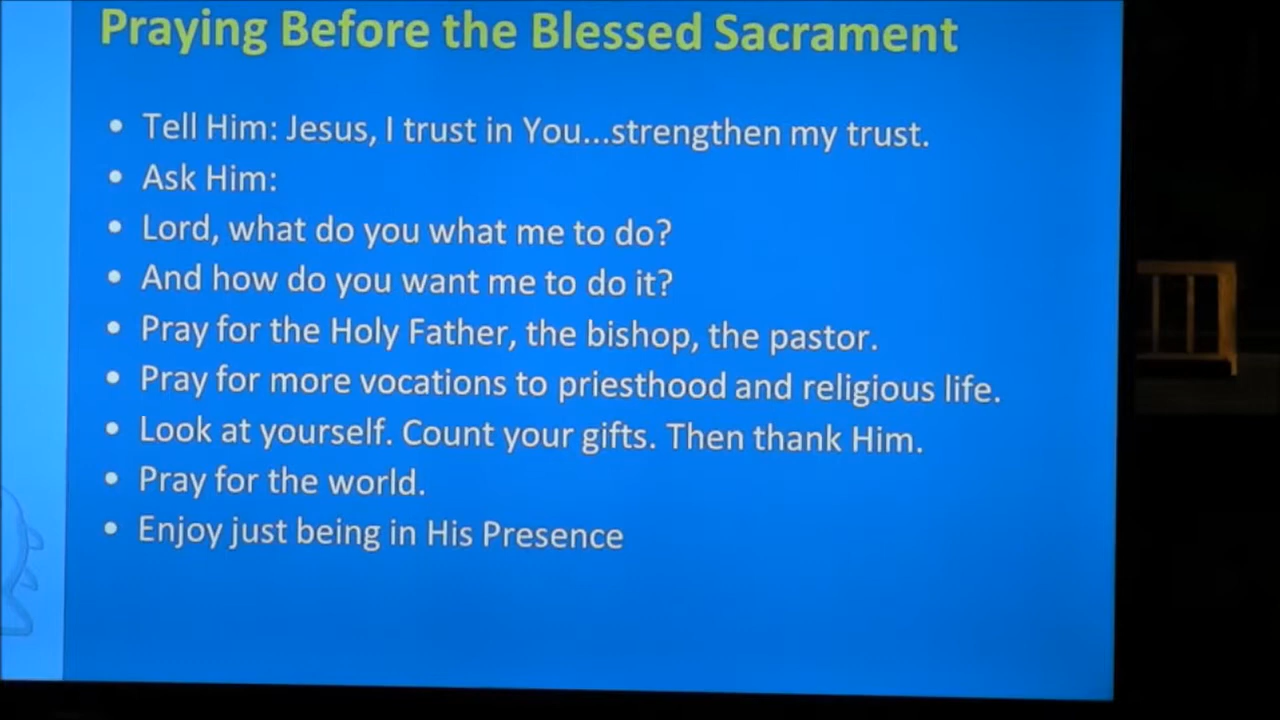 Praying Before the Blessed Sacrament
• Tell Him: Jesus, I trust in You...strengthen my trust.
• Ask Him:
• Lord, what do you what me to do?
• And how do you want me to do it?
• Pray for the Holy Father, the bishop, the pastor.
• Pray for more vocations to priesthood and religious life.
• Look at yourself. Count your gifts. Then thank Him.
• Pray for the world.
• Enjoy just being in His Presence